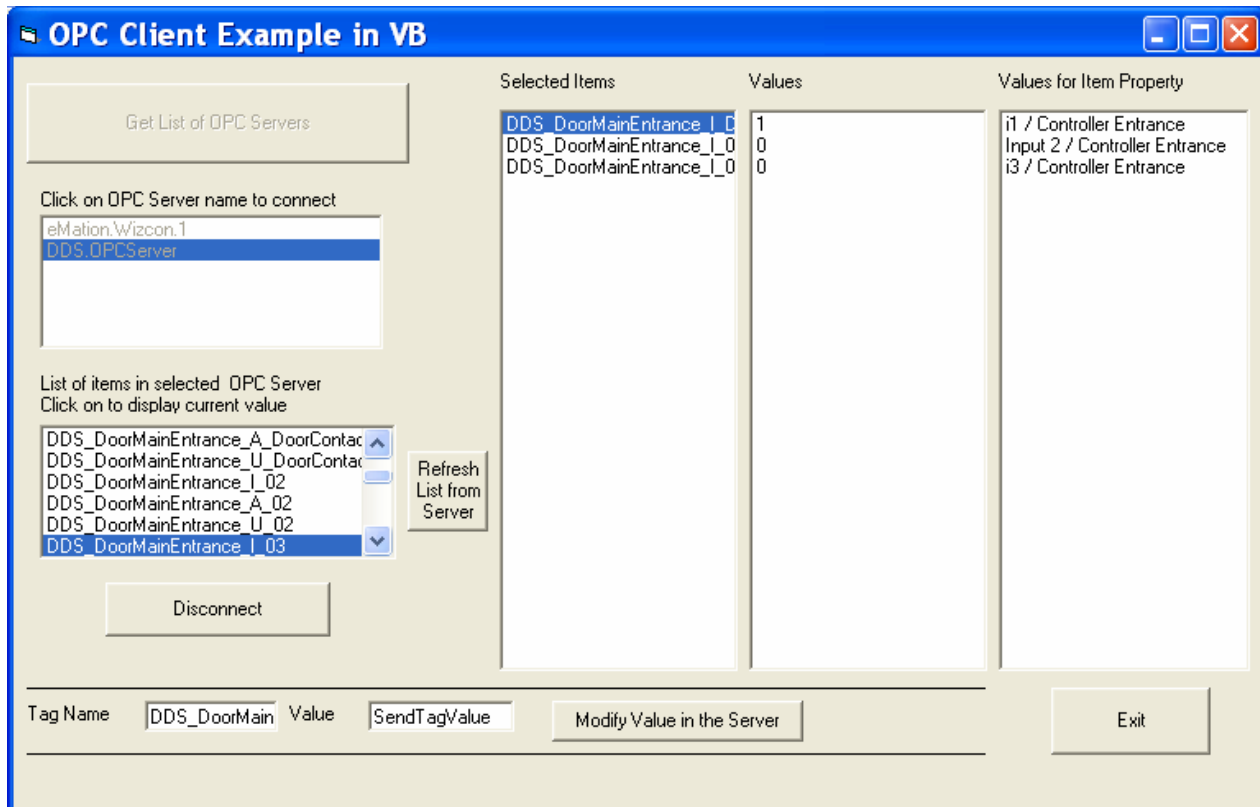 OPC Client Example in VB
Get List of OPC Servers
Click on OPC Server name to connect
eMation.Wizcon.1
DDS.OPCServer
List of items in selected OPC Server
Click on to display current value
DDS_DoorMainEntrance_A_DoorContac
DDS_DoorMainEntrance_U_DoorContac
DDS_DoorMainEntrance_I_02
DDS_DoorMainEntrance_A_02
DDS_DoorMainEntrance_U_02
DDS_DoorMainEntrance_I_03
Refresh
List from
Server
Disconnect
Selected Items
DDS_DoorMainEntrance_I_D
DDS_DoorMainEntrance_I_0
DDS_DoorMainEntrance_I_0
Values
1
0
0
Values for Item Property
i1 / Controller Entrance
Input 2 / Controller Entrance
i3 / Controller Entrance
Tag Name
DDS_DoorMain
Value
SendTagValue
Modify Value in the Server
Exit